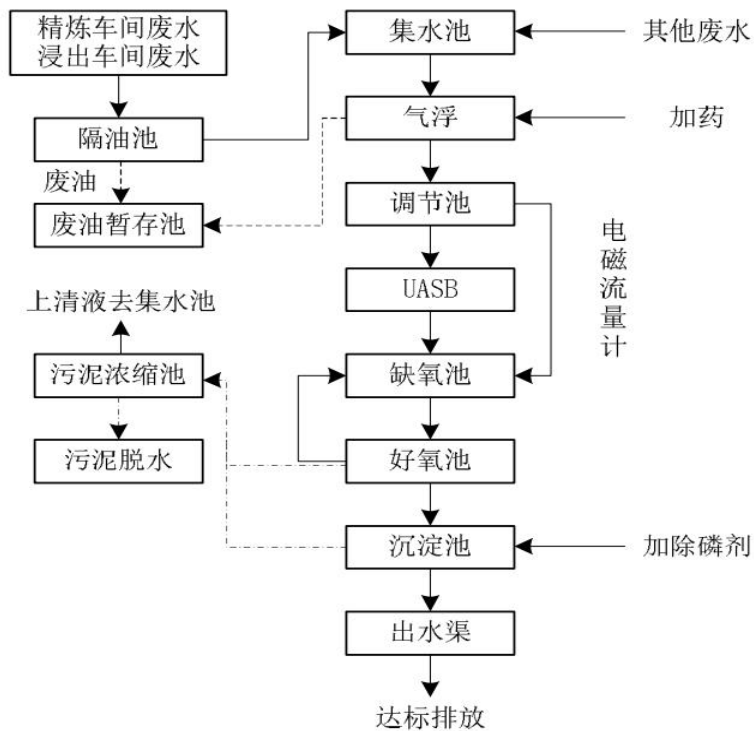 精炼车间废水
浸出车间废水
集水池
其他废水
隔油池
气浮
加药
废油
废油暂存池
调节池
电磁流量计
UASB
上清液去集水池
污泥浓缩池
缺氧池
污泥脱水
好氧池
沉淀池
加除磷剂
出水渠
达标排放